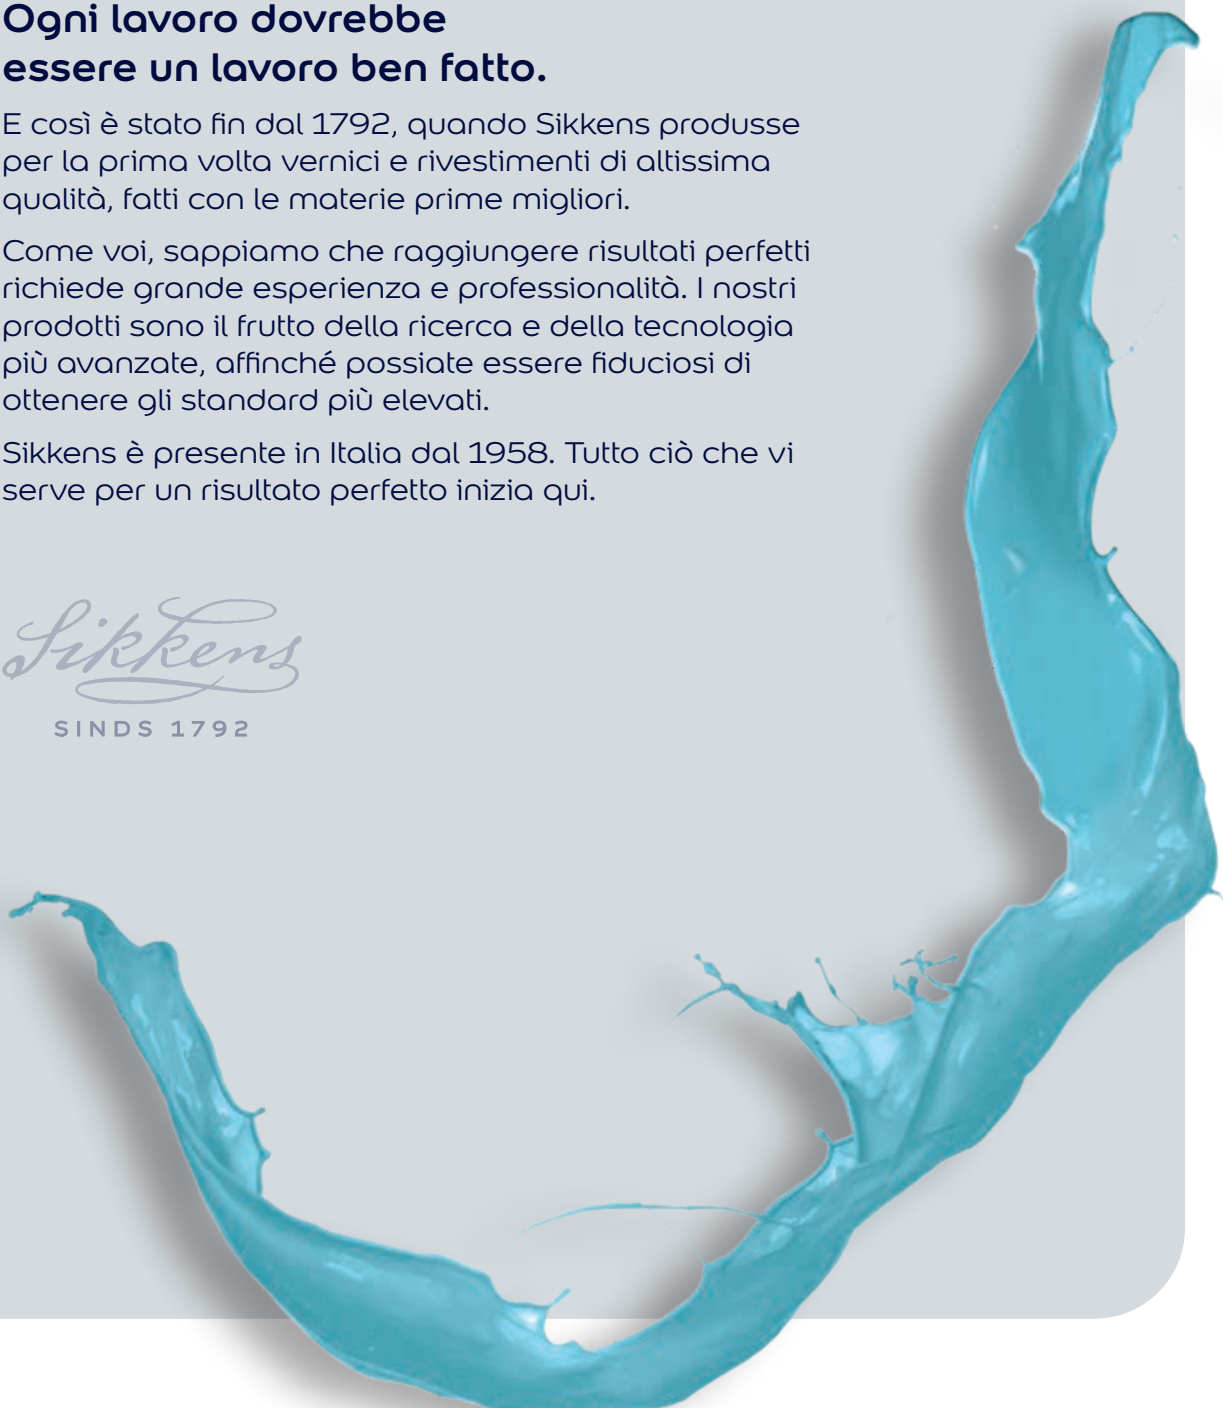 Ogni lavoro dovrebbe
essere un lavoro ben fatto.
E così è stato fin dal 1792, quando Sikkens produsse
per la prima volta vernici e rivestimenti di altissima
qualità, fatti con le materie prime migliori.
Come voi, sappiamo che raggiungere risultati perfetti
richiede grande esperienza e professionalità. I nostri
prodotti sono il frutto della ricerca e della tecnologia
più avanzate, affinché possiate essere fiduciosi di
ottenere gli standard più elevati.
Sikkens è presente in Italia dal 1958. Tutto ciò che vi
serve per un risultato perfetto inizia qui.
Sikkens
SINDS 1792